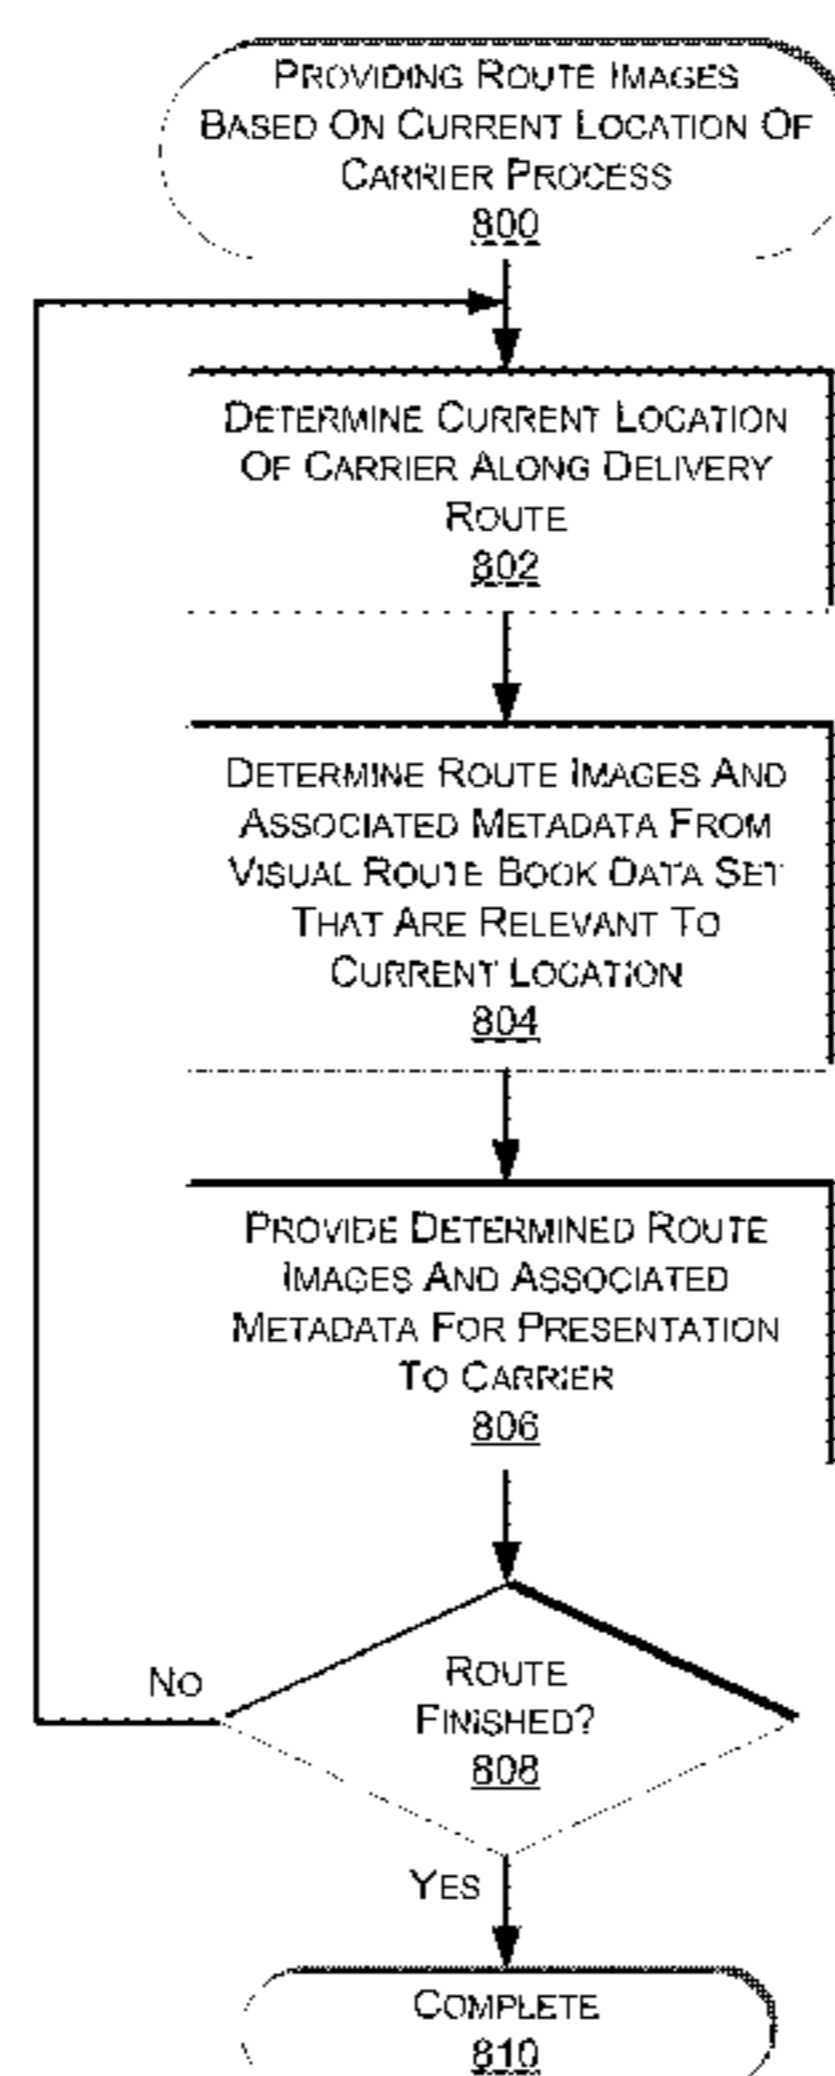 PROVIDING ROUTE IMAGES
BASED ON CURRENT LOCATION OF
CARRIER PROCESS
800
DETERMINE CURRENT LOCATION
OF CARRIER ALONG DELIVERY
ROUTE
802
DETERMINE ROUTE IMAGES AND
ASSOCIATED METADATA FROM
VISUAL ROUTE BOOK DATA SET
THAT ARE RELEVANT TO
CURRENT LOCATION
804
PROVIDE DETERMINED ROUTE
IMAGES AND ASSOCIATED
METADATA FOR PRESENTATION
TO CARRIER
806
NO
ROUTE
FINISHED?
808
YES
COMPLETE
810